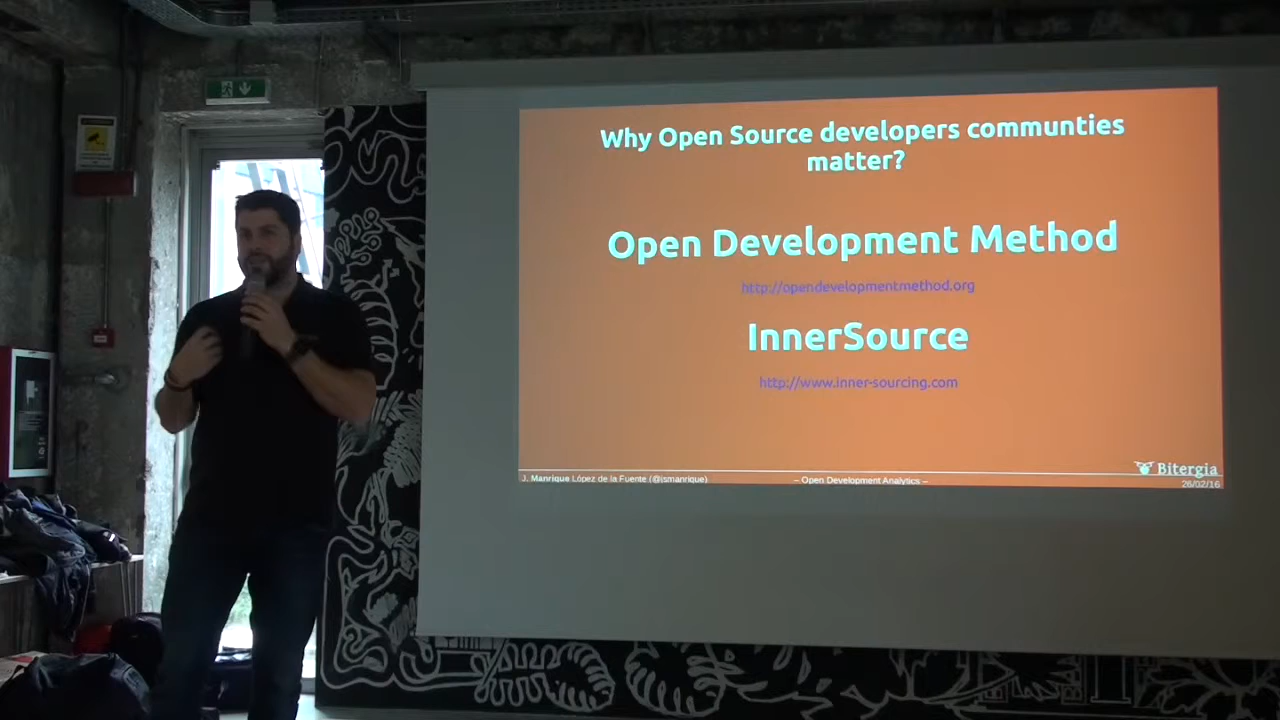 Why Open Source developers communties
matter?
Open Development Method
http://opendevelopmentmethod.org
InnerSource
http://www.inner-sourcing.com
Bitergia
J. Manrique López de la Fuente (@jsmanrique)
– Open Development Analytics –
26/02/16